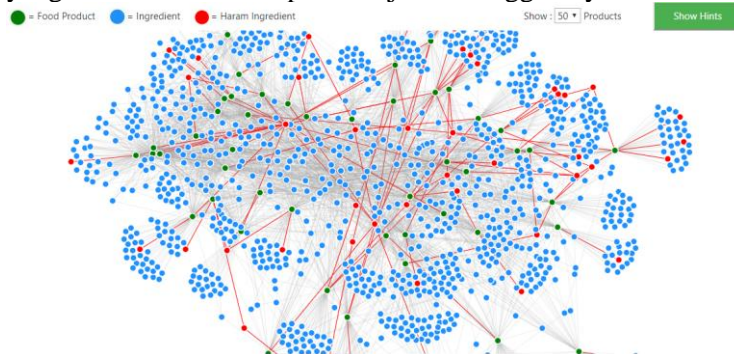 = Food Product = Ingredient = Haram Ingredient Show : 50 Products Show Hints